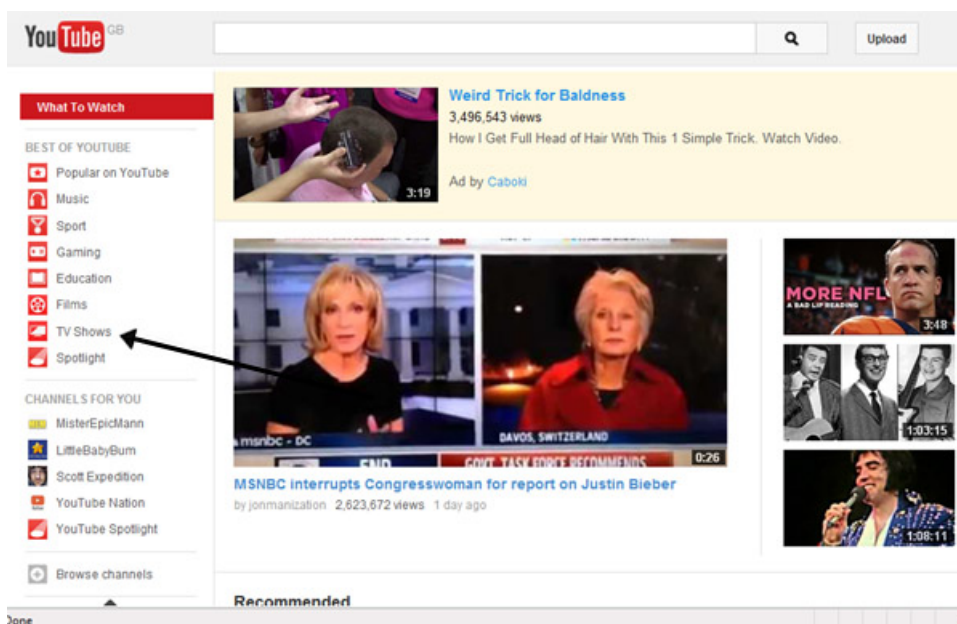 YouTube GB
Upload
What To Watch
BEST OF YOUTUBE
Popular on YouTube
Music
Sport
Gaming
Education
Films
TV Shows
Spotlight
CHANNELS FOR YOU
MisterEpicMann
LittleBabyBum
Scott Expedition
YouTube Nation
YouTube Spotlight
Browse channels
Weird Trick for Baldness
3,496,543 views
How I Get Full Head of Hair With This 1 Simple Trick. Watch Video.
3:19
Ad by Caboki
msnbc - DC
DAVOS, SWITZERLAND
END
GOVT. TASK FORCE RECOMMENDS
0:26
MSNBC interrupts Congresswoman for report on Justin Bieber
by jonmanization 2,623,672 views 1 day ago
MORE NFL
A BAD LIP READING
3:48
1:03:15
1:08:11
Recommended
Done